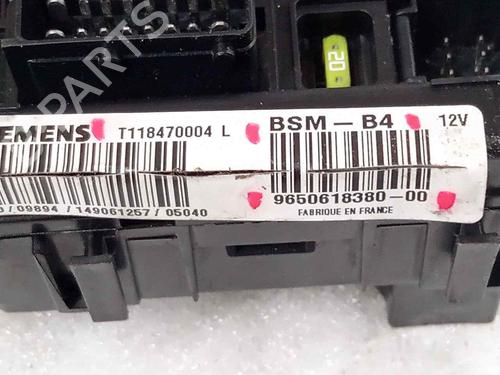 20
EMENS T118470004 L BSM-B4 12V
9650618380-00
/09894/149061257/05040 FABRIQUE EN FRANCE
PARTS